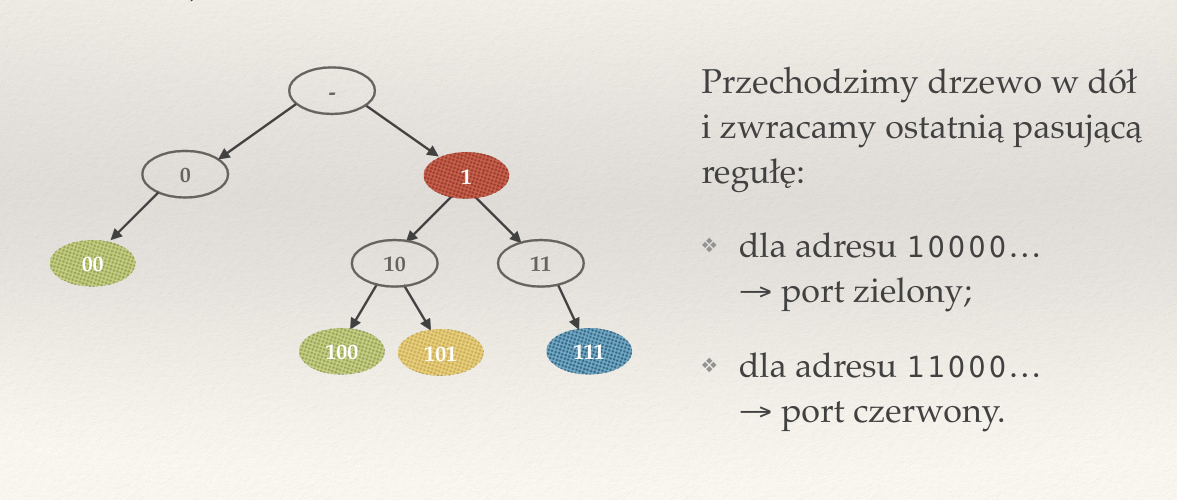 -
0
1
00
10
11
100
101
111
Przechodzimy drzewo w dół
i zwracamy ostatnią pasującą
regułę:
❖ dla adresu 10000…
→ port zielony;
❖ dla adresu 11000…
→ port czerwony.